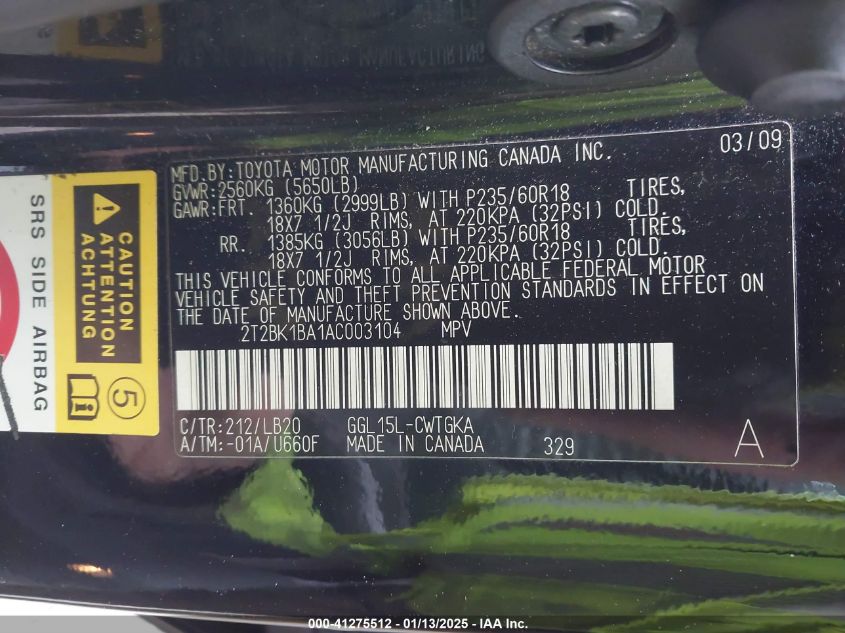 MFD.BY:TOYOTA MOTOR MANUFACTURING CANADA INC. 03/09
GVWR:2560KG (5650LB)
GAWR:FRT. 1360KG (2999LB) WITH P235/60R18 TIRES,
18X7 1/2J RIMS, AT 220KPA (32PSI) COLD.
RR. 1385KG (3056LB) WITH P235/60R18 TIRES,
18X7 1/2J RIMS, AT 220KPA (32PSI) COLD.
THIS VEHICLE CONFORMS TO ALL APPLICABLE FEDERAL MOTOR
VEHICLE SAFETY AND THEFT PREVENTION STANDARDS IN EFFECT ON
THE DATE OF MANUFACTURE SHOWN ABOVE.
2T2BK1BA1AC003104 MPV
C/TR:212/LB20 GGL15L-CWTGKA
A/TM:-01A/U660F MADE IN CANADA 329 A
SRS SIDE AIRBAG
CAUTION
ATTENTION
ACHTUNG
5
000-41275512 - 01/13/2025 - IAA Inc.